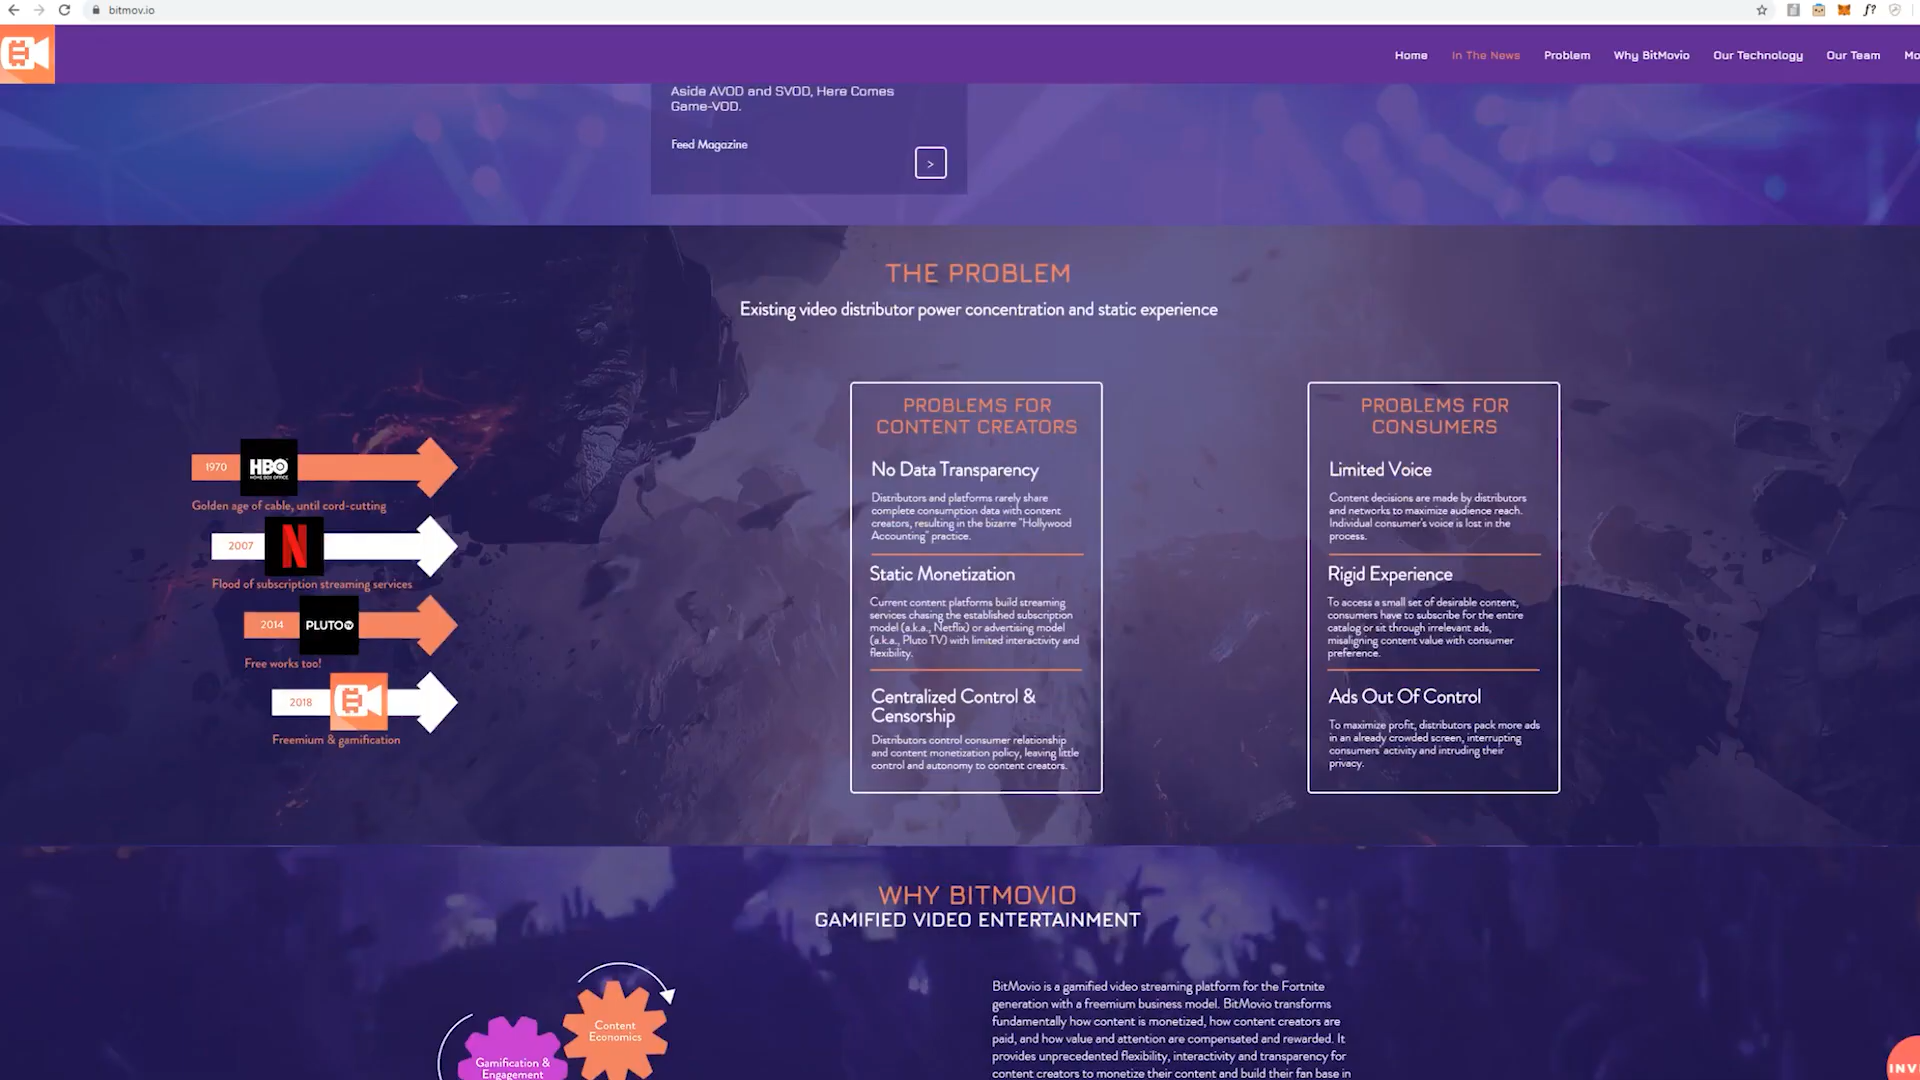 bitmov.io
f?
Home
In The News
Problem
Why BitMovio
Our Technology
Our Team
Mo
Aside AVOD and SVOD, Here Comes
Game-VOD.
Feed Magazine
>
THE PROBLEM
Existing video distributor power concentration and static experience
1970
HBO
HOME BOX OFFICE
Golden age of cable, until cord-cutting
2007
N
Flood of subscription streaming services
2014
PLUTO TV
Free works too!
2018
Freemium & gamification
PROBLEMS FOR
CONTENT CREATORS
No Data Transparency
Distributors and platforms rarely share
complete consumption data with content
creators, resulting in the bizarre "Hollywood
Accounting" practice.
Static Monetization
Current content platforms build streaming
services chasing the established subscription
model (a.k.a., Netflix) or advertising model
(a.k.a., Pluto TV) with limited interactivity and
flexibility.
Centralized Control &
Censorship
Distributors control consumer relationship
and content monetization policy, leaving little
control and autonomy to content creators.
PROBLEMS FOR
CONSUMERS
Limited Voice
Content decisions are made by distributors
and networks to maximize audience reach.
Individual consumer's voice is lost in the
process.
Rigid Experience
To access a small set of desirable content,
consumers have to subscribe for the entire
catalog or sit through irrelevant ads,
misaligning content value with consumer
preference.
Ads Out Of Control
To maximize profit, distributors pack more ads
in an already crowded screen, interrupting
consumers' activity and intruding their
privacy.
WHY BITMOVIO
GAMIFIED VIDEO ENTERTAINMENT
Content
Economics
Gamification &
Engagement
BitMovio is a gamified video streaming platform for the Fortnite
generation with a freemium business model. BitMovio transforms
fundamentally how content is monetized, how content creators are
paid, and how value and attention are compensated and rewarded. It
provides unprecedented flexibility, interactivity and transparency for
content creators to monetize their content and build their fan base in
INV